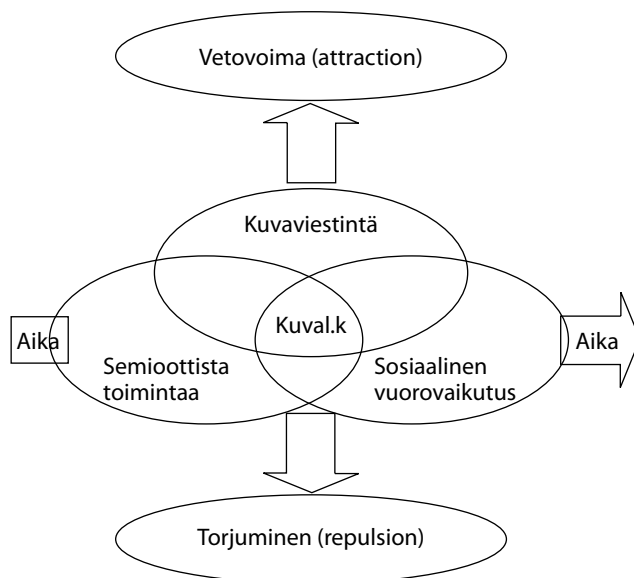 Vetovoima (attraction)
Kuvaviestintä
Kuval.k
Aika
Aika
Semioottista
toimintaa
Sosiaalinen
vuorovaikutus
Torjuminen (repulsion)